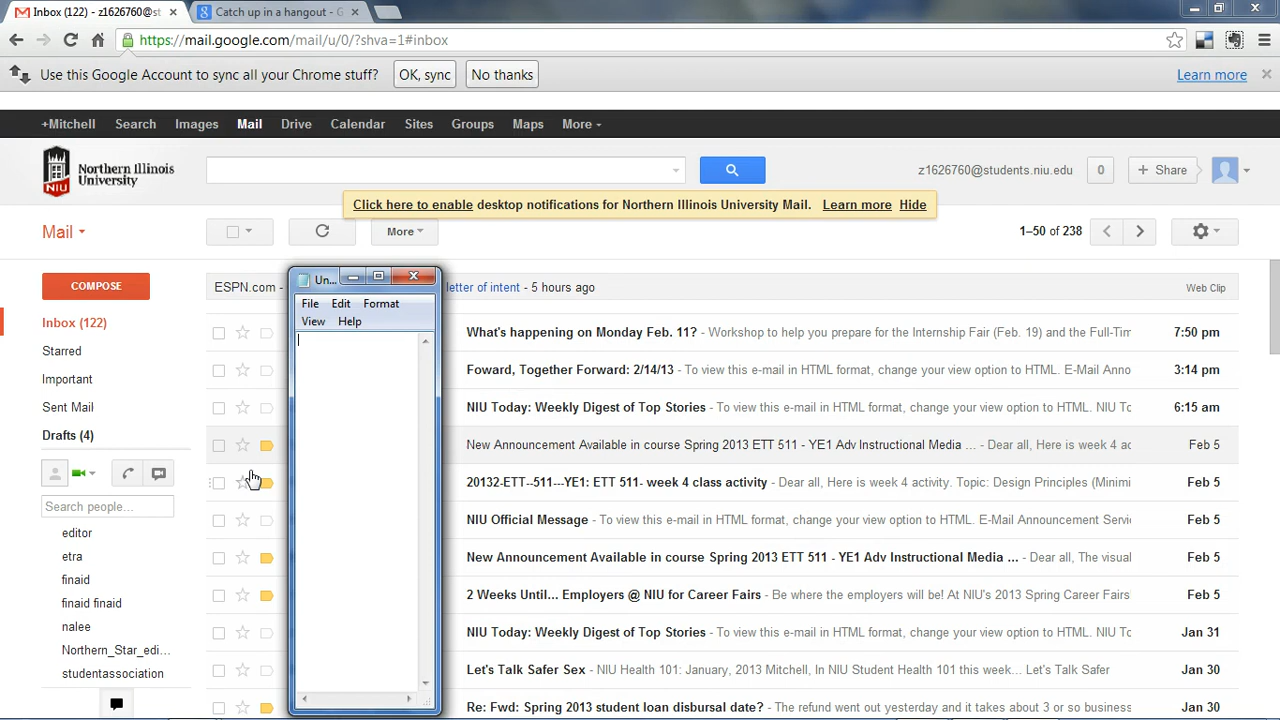 Inbox (122) - z1626760@st
Catch up in a hangout - G
https://mail.google.com/mail/u/0/?shva=1#inbox
Use this Google Account to sync all your Chrome stuff? OK, sync No thanks Learn more
+Mitchell Search Images Mail Drive Calendar Sites Groups Maps More
Northern Illinois
University
NIU
z1626760@students.niu.edu 0 + Share
Click here to enable desktop notifications for Northern Illinois University Mail. Learn more Hide
Mail More 1–50 of 238
COMPOSE
Inbox (122)
Starred
Important
Sent Mail
Drafts (4)
Search people...
editor
etra
finaid
finaid finaid
nalee
Northern_Star_edi...
studentassociation
Un...
File Edit Format
View Help
ESPN.com - letter of intent - 5 hours ago Web Clip
What's happening on Monday Feb. 11? - Workshop to help you prepare for the Internship Fair (Feb. 19) and the Full-Tim 7:50 pm
Foward, Together Forward: 2/14/13 - To view this e-mail in HTML format, change your view option to HTML. E-Mail Anno 3:14 pm
NIU Today: Weekly Digest of Top Stories - To view this e-mail in HTML format, change your view option to HTML. NIU To 6:15 am
New Announcement Available in course Spring 2013 ETT 511 - YE1 Adv Instructional Media ... - Dear all, Here is week 4 ac Feb 5
20132-ETT--511---YE1: ETT 511- week 4 class activity - Dear all, Here is week 4 activity. Topic: Design Principles (Minimi Feb 5
NIU Official Message - To view this e-mail in HTML format, change your view option to HTML. E-Mail Announcement Servic Feb 5
New Announcement Available in course Spring 2013 ETT 511 - YE1 Adv Instructional Media ... - Dear all, The visual Feb 5
2 Weeks Until... Employers @ NIU for Career Fairs - Be where the employers will be! At NIU's 2013 Spring Career Fairs Feb 5
NIU Today: Weekly Digest of Top Stories - To view this e-mail in HTML format, change your view option to HTML. NIU To Jan 31
Let's Talk Safer Sex - NIU Health 101: January, 2013 Mitchell, In NIU Student Health 101 this week... Let's Talk Safer Jan 30
Re: Fwd: Spring 2013 student loan disbursal date? - The refund went out yesterday and it takes about 3 or so business Jan 30